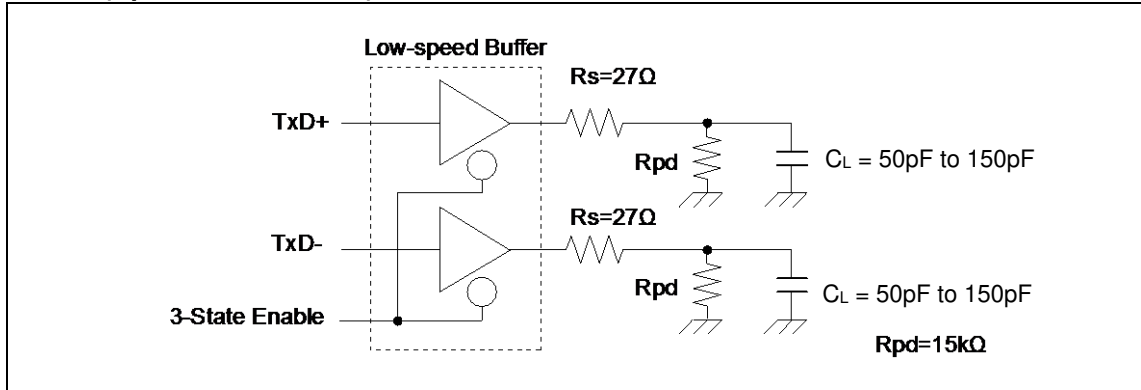 Low-speed Buffer
Rs=27Ω
TxD+
Rpd
CL = 50pF to 150pF
Rs=27Ω
TxD-
Rpd
CL = 50pF to 150pF
3-State Enable
Rpd=15kΩ